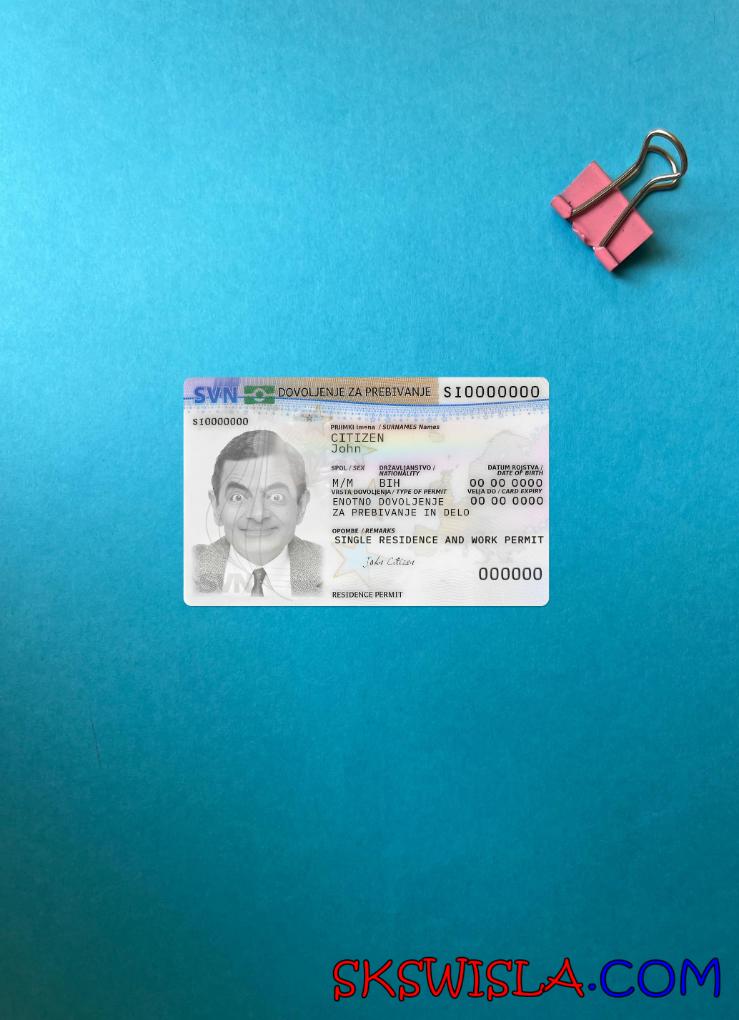 SVN DOVOLJENJE ZA PREBIVANJE SI0000000
SI0000000
PRIIMKI Imena / SURNAMES Names
CITIZEN
John
SPOL / SEX DRŽAVLJANSTVO / NATIONALITY DATUM ROJSTVA / DATE OF BIRTH
M/M BIH 00 00 0000
VRSTA DOVOLJENJA / TYPE OF PERMIT VELJA DO / CARD EXPIRY
ENOTNO DOVOLJENJE 00 00 0000
ZA PREBIVANJE IN DELO
OPOMBE / REMARKS
SINGLE RESIDENCE AND WORK PERMIT
John Citizen
000000
SVN
RESIDENCE PERMIT
SKSWISLA.COM